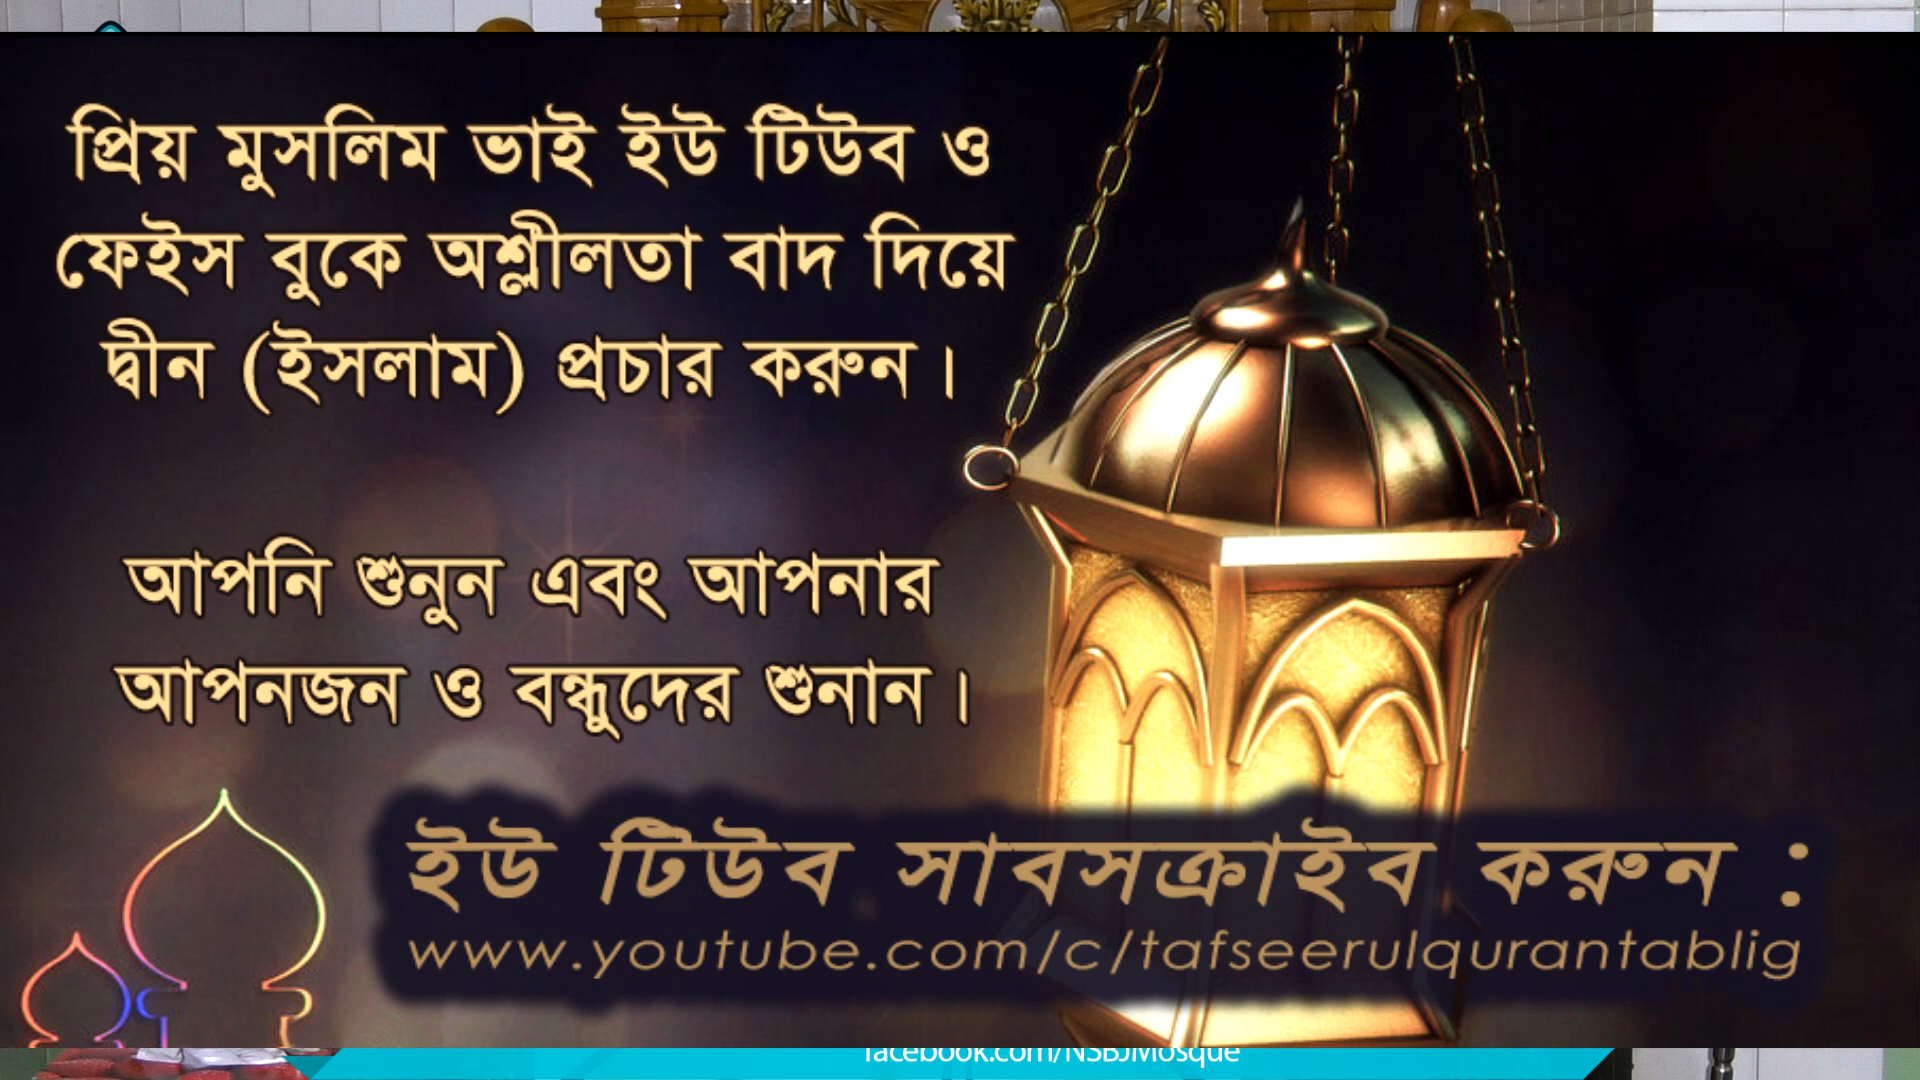 প্রিয় মুসলিম ভাই ইউ টিউব ও
ফেইস বুকে অশ্লীলতা বাদ দিয়ে
দ্বীন (ইসলাম) প্রচার করুন।
আপনি শুনুন এবং আপনার
আপনজন ও বন্ধুদের শুনান।
ইউ টিউব সাবসক্রাইব করুন :
www.youtube.com/c/tafseerulqurantablig
facebook.com/NSBJMosque